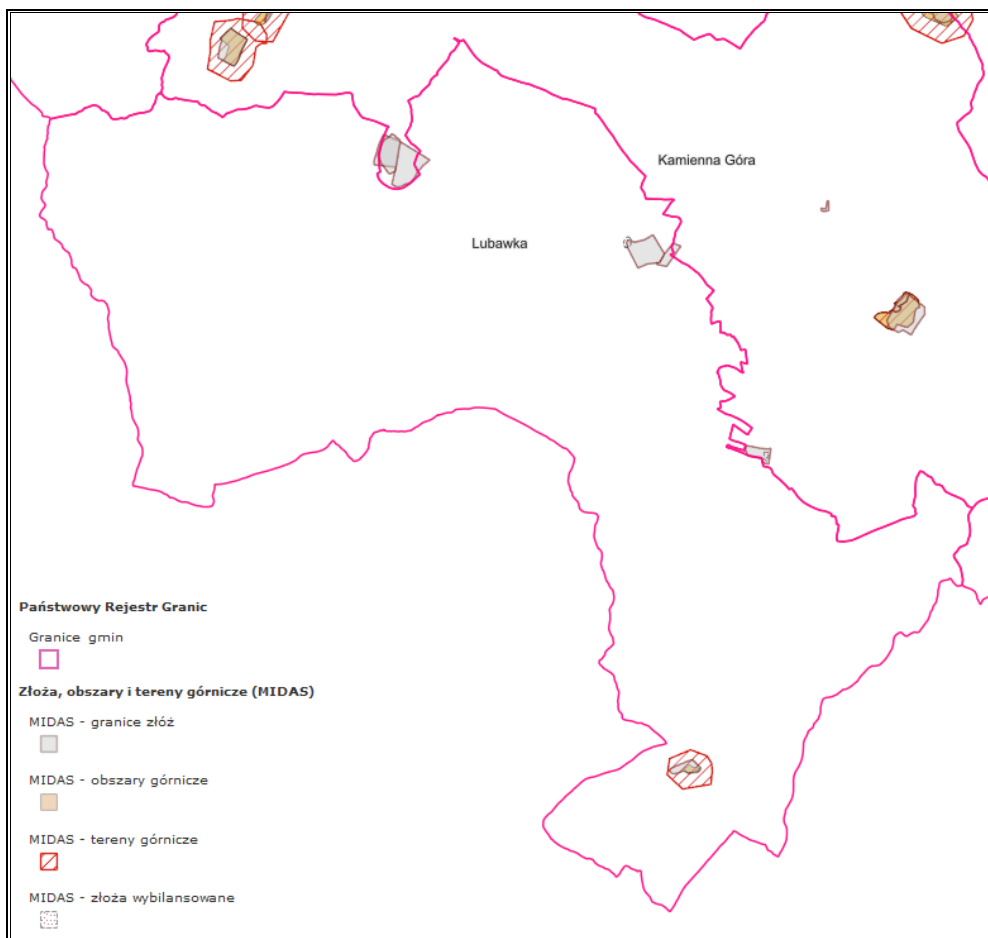 Kamienna Góra
Lubawka
Państwowy Rejestr Granic
Granice gmin
Złoża, obszary i tereny górnicze (MIDAS)
MIDAS - granice złóż
MIDAS - obszary górnicze
MIDAS - tereny górnicze
MIDAS - złoża wybilansowane